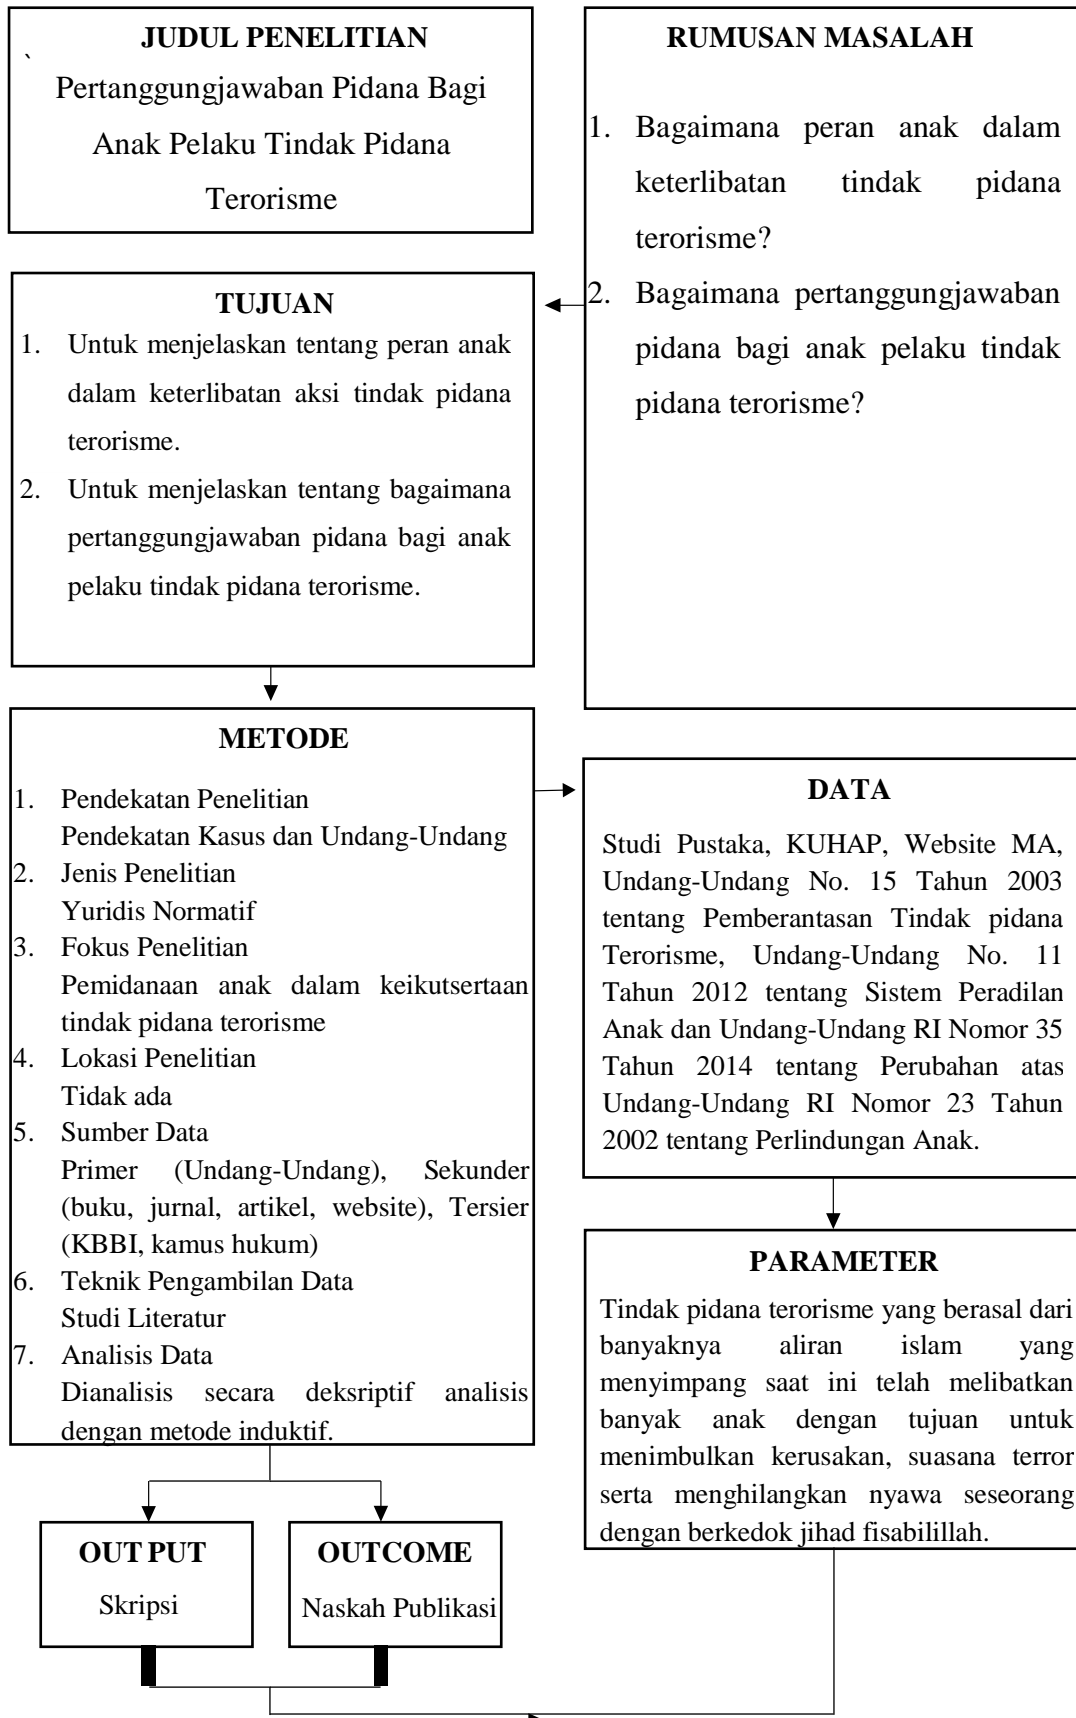 JUDUL PENELITIAN
`
Pertanggungjawaban Pidana Bagi
Anak Pelaku Tindak Pidana
Terorisme
RUMUSAN MASALAH
1. Bagaimana peran anak dalam
keterlibatan tindak pidana
terorisme?
2. Bagaimana pertanggungjawaban
pidana bagi anak pelaku tindak
pidana terorisme?
TUJUAN
1. Untuk menjelaskan tentang peran anak
dalam keterlibatan aksi tindak pidana
terorisme.
2. Untuk menjelaskan tentang bagaimana
pertanggungjawaban pidana bagi anak
pelaku tindak pidana terorisme.
METODE
1. Pendekatan Penelitian
Pendekatan Kasus dan Undang-Undang
2. Jenis Penelitian
Yuridis Normatif
3. Fokus Penelitian
Pemidanaan anak dalam keikutsertaan
tindak pidana terorisme
4. Lokasi Penelitian
Tidak ada
5. Sumber Data
Primer (Undang-Undang), Sekunder
(buku, jurnal, artikel, website), Tersier
(KBBI, kamus hukum)
6. Teknik Pengambilan Data
Studi Literatur
7. Analisis Data
Dianalisis secara deksriptif analisis
dengan metode induktif.
DATA
Studi Pustaka, KUHAP, Website MA,
Undang-Undang No. 15 Tahun 2003
tentang Pemberantasan Tindak pidana
Terorisme, Undang-Undang No. 11
Tahun 2012 tentang Sistem Peradilan
Anak dan Undang-Undang RI Nomor 35
Tahun 2014 tentang Perubahan atas
Undang-Undang RI Nomor 23 Tahun
2002 tentang Perlindungan Anak.
PARAMETER
Tindak pidana terorisme yang berasal dari
banyaknya aliran islam yang
menyimpang saat ini telah melibatkan
banyak anak dengan tujuan untuk
menimbulkan kerusakan, suasana terror
serta menghilangkan nyawa seseorang
dengan berkedok jihad fisabilillah.
OUT PUT
Skripsi
OUTCOME
Naskah Publikasi